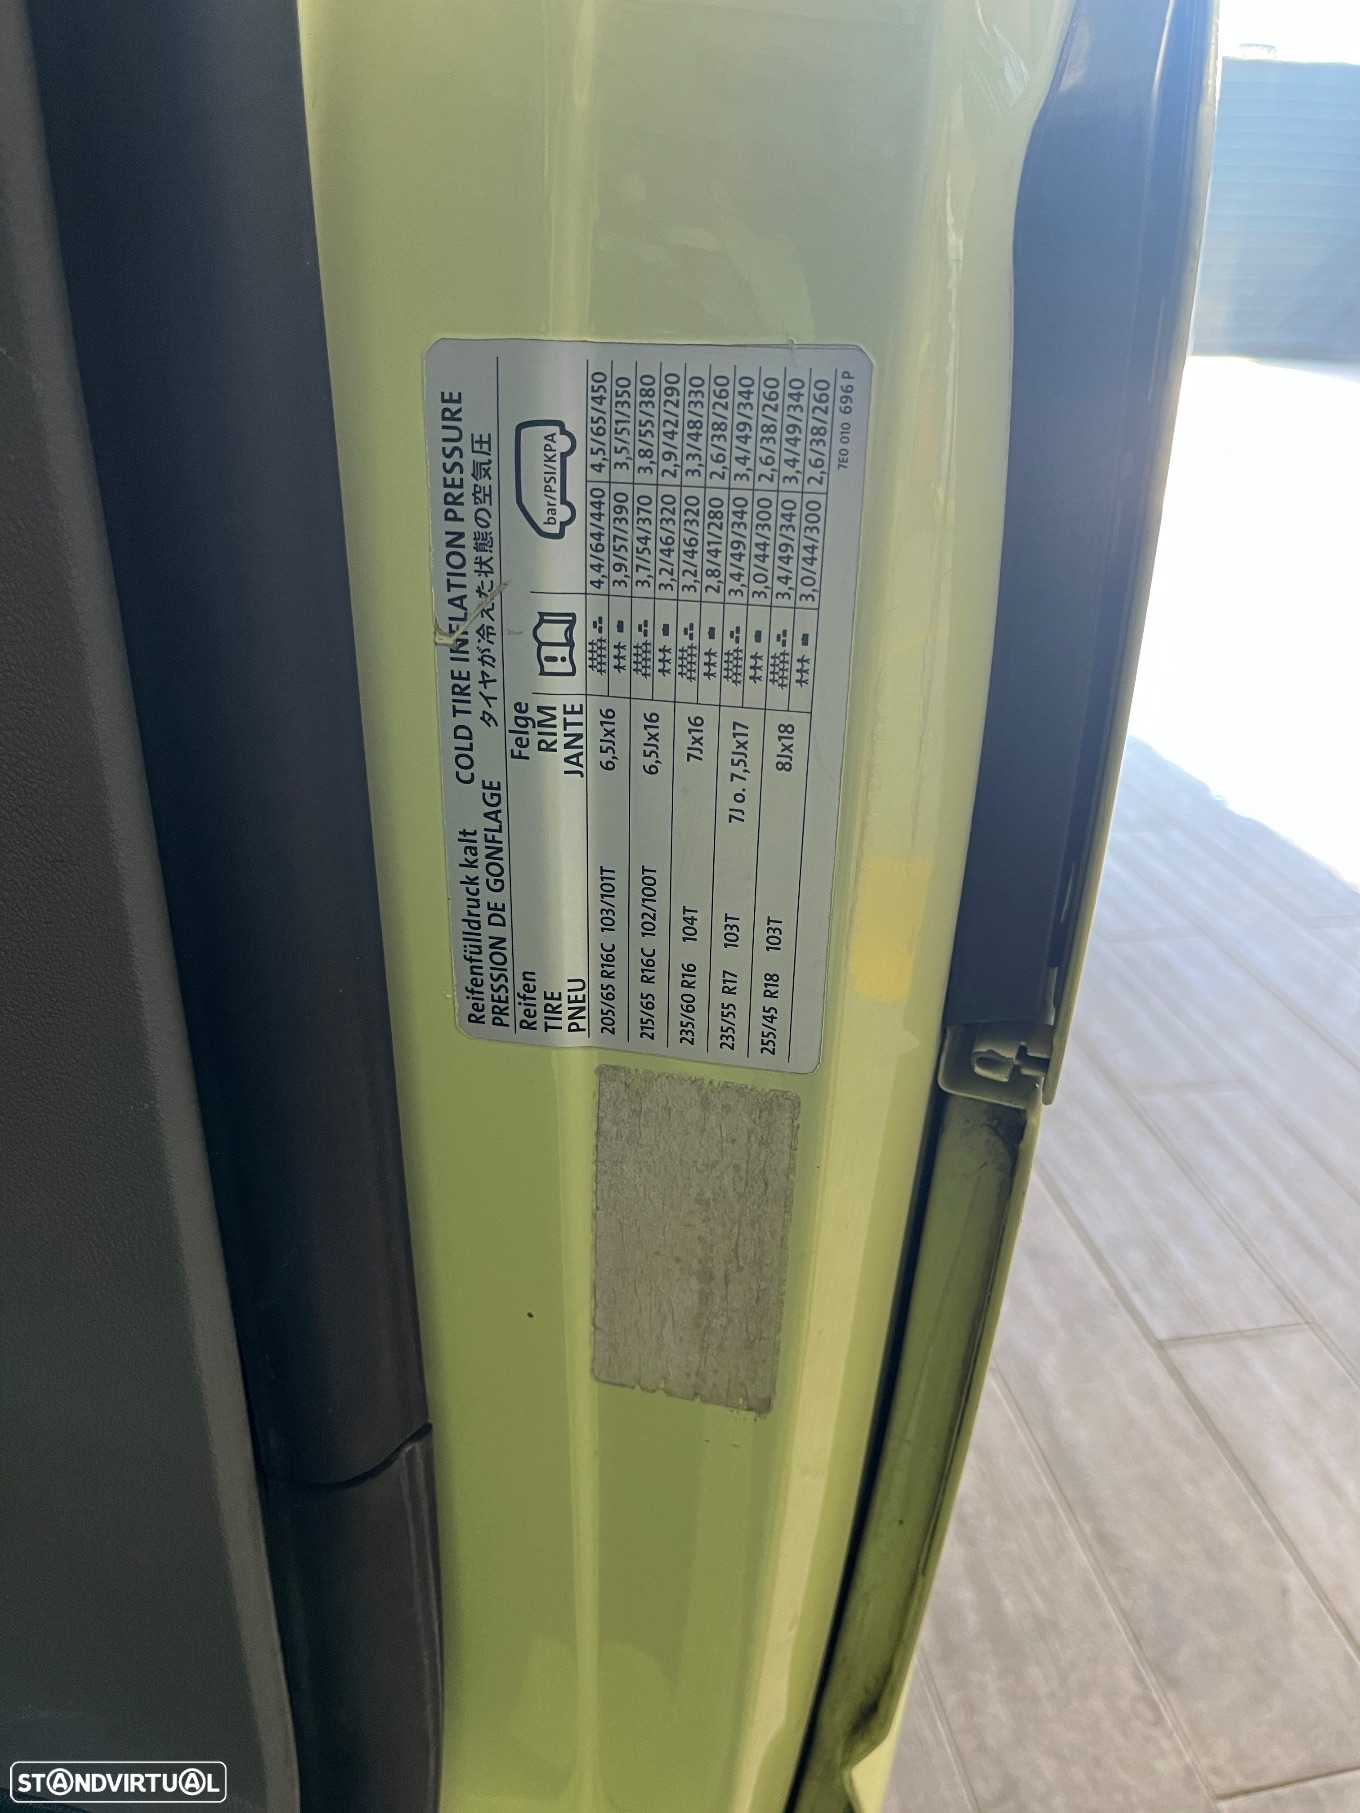 Reifenfülldruck kalt COLD TIRE INFLATION PRESSURE
PRESSION DE GONFLAGE タイヤが冷えた状態の空気圧
Reifen Felge
TIRE RIM bar/PSI/KPA
PNEU JANTE
205/65 R16C 103/101T 6,5Jx16 4,4/64/440 4,5/65/450
3,9/57/390 3,5/51/350
215/65 R16C 102/100T 6,5Jx16 3,7/54/370 3,8/55/380
3,2/46/320 2,9/42/290
235/60 R16 104T 7Jx16 3,2/46/320 3,3/48/330
2,8/41/280 2,6/38/260
235/55 R17 103T 7J o. 7,5Jx17 3,4/49/340 3,4/49/340
3,0/44/300 2,6/38/260
255/45 R18 103T 8Jx18 3,4/49/340 3,4/49/340
3,0/44/300 2,6/38/260
7E0 010 696 P
STANDVIRTUAL